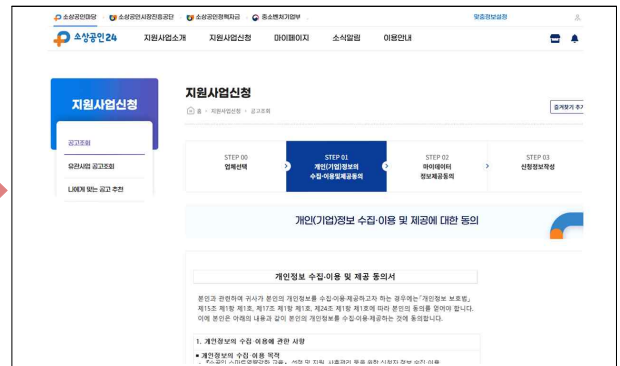 소상공인마당 소상공인시장진흥공단 소상공인정책자금 중소벤처기업부 맞춤정보설정
소상공인24 지원사업소개 지원사업신청 마이페이지 소식알림 이용안내
지원사업신청
공고조회
유관사업 공고조회
나에게 맞는 공고 추천
지원사업신청
홈 > 지원사업신청 > 공고조회
즐겨찾기 추가
STEP 00
업체선택
STEP 01
개인(기업)정보의
수집·이용및제공동의
STEP 02
마이데이터
정보제공동의
STEP 03
신청정보작성
개인(기업)정보 수집·이용 및 제공에 대한 동의
개인정보 수집·이용 및 제공 동의서
본인과 관련하여 귀사가 본인의 개인정보를 수집·이용·제공하고자 하는 경우에는「개인정보 보호법」
제15조 제1항 제1호, 제17조 제1항 제1호, 제24조 제1항 제1호에 따라 본인의 동의를 얻어야 합니다.
이에 본인은 아래의 내용과 같이 본인의 개인정보를 수집·이용·제공하는 것에 동의합니다.
1. 개인정보의 수집·이용에 관한 사항
▪ 개인정보의 수집·이용 목적